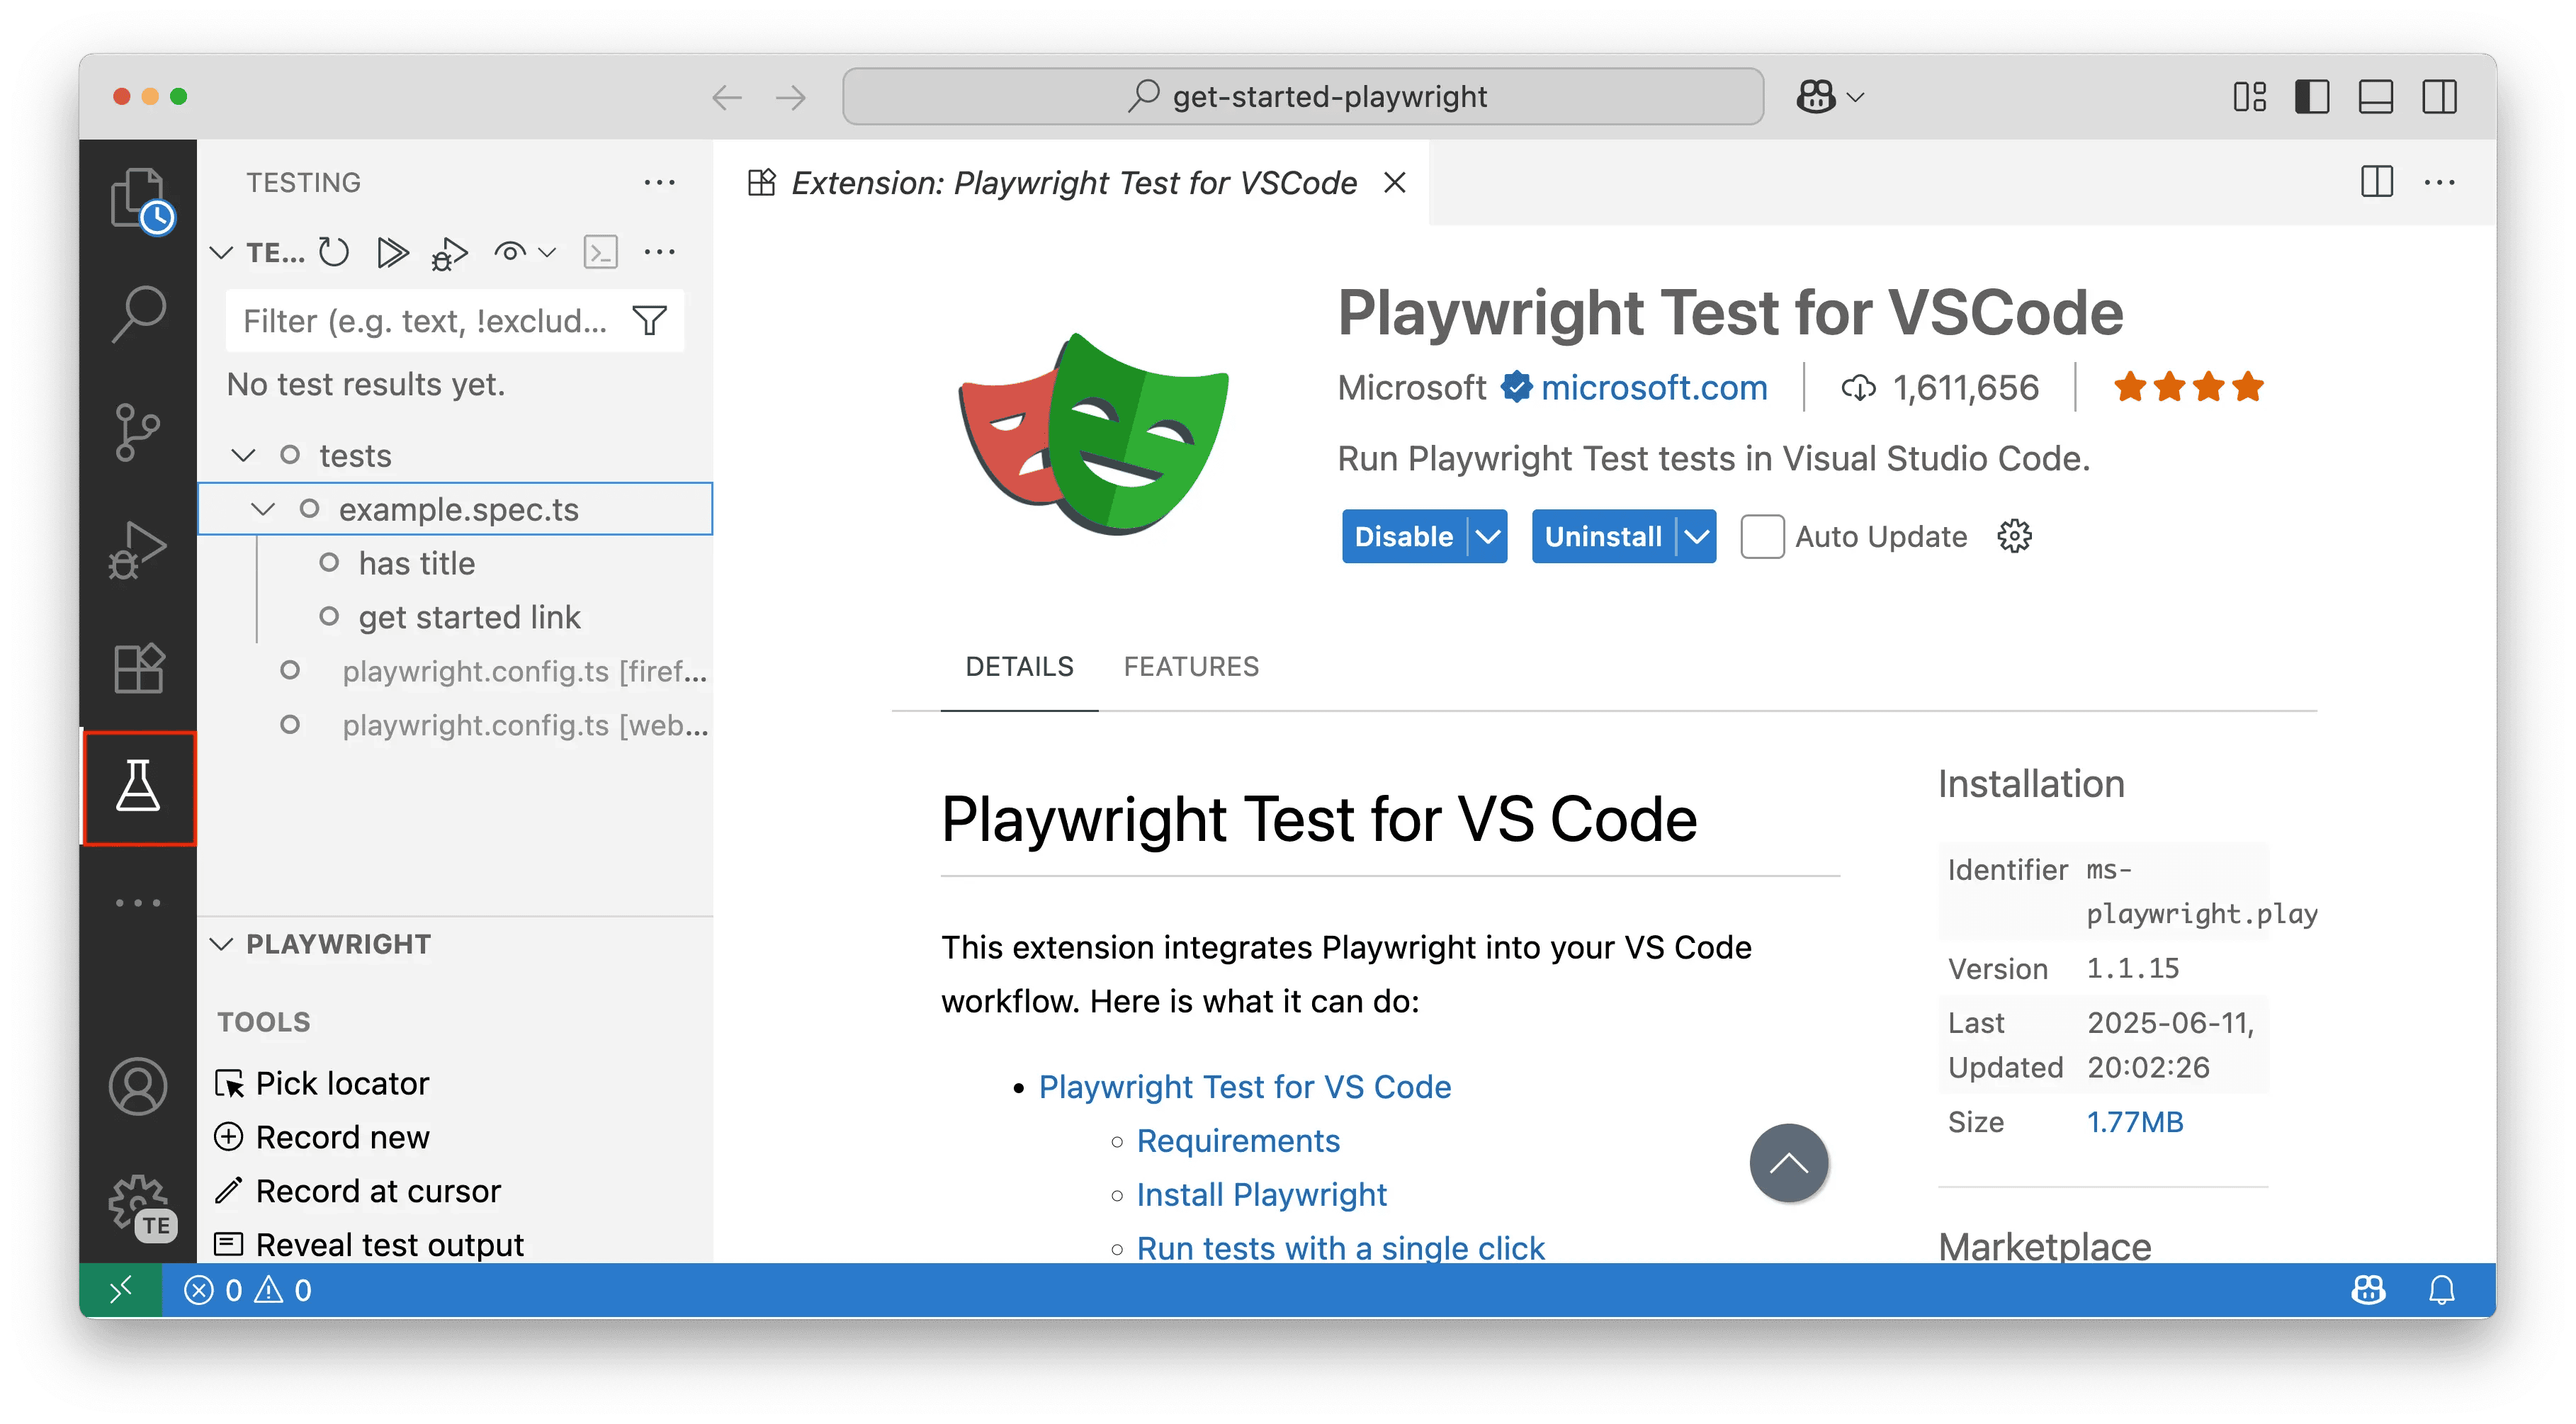 get-started-playwright
TESTING
TE...
Filter (e.g. text, !exclud...
No test results yet.
tests
example.spec.ts
has title
get started link
playwright.config.ts [firef...
playwright.config.ts [web...
PLAYWRIGHT
TOOLS
Pick locator
Record new
Record at cursor
Reveal test output
TE
Extension: Playwright Test for VSCode
Playwright Test for VSCode
Microsoft microsoft.com 1,611,656
Run Playwright Test tests in Visual Studio Code.
Disable Uninstall Auto Update
DETAILS FEATURES
Playwright Test for VS Code
This extension integrates Playwright into your VS Code
workflow. Here is what it can do:
• Playwright Test for VS Code
Requirements
Install Playwright
Run tests with a single click
Installation
Identifier ms-
playwright.play
Version 1.1.15
Last 2025-06-11,
Updated 20:02:26
Size 1.77MB
Marketplace
0 0